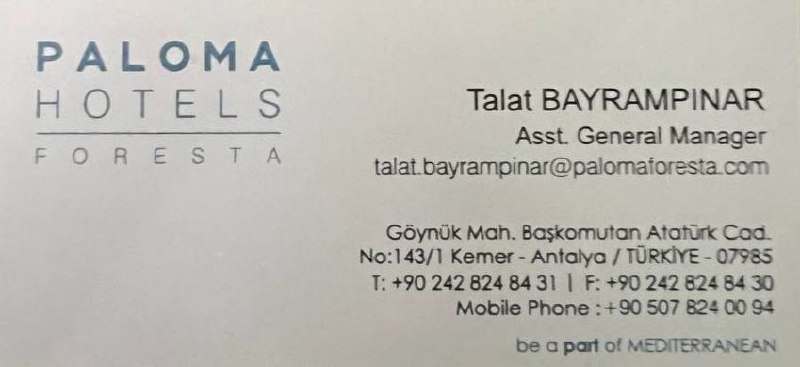 PALOMA
HOTELS
FORESTA
Talat BAYRAMPINAR
Asst. General Manager
talat.bayrampinar@palomaforesta.com
Göynük Mah. Başkomutan Atatürk Cad.
No:143/1 Kemer - Antalya / TÜRKİYE - 07985
T: +90 242 824 84 31 | F: +90 242 824 84 30
Mobile Phone : +90 507 824 00 94
be a part of MEDITERRANEAN